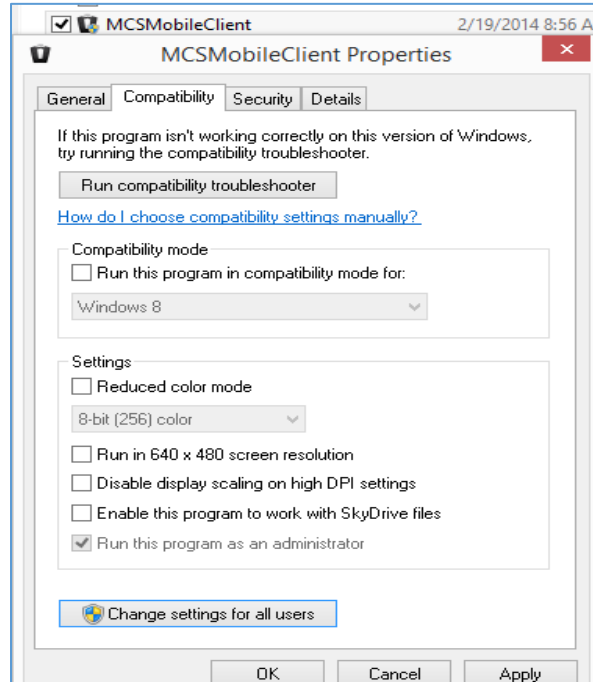 MCSMobileClient 2/19/2014 8:56 A
MCSMobileClient Properties
General Compatibility Security Details
If this program isn't working correctly on this version of Windows,
try running the compatibility troubleshooter.
Run compatibility troubleshooter
How do I choose compatibility settings manually?
Compatibility mode
Run this program in compatibility mode for:
Windows 8
Settings
Reduced color mode
8-bit (256) color
Run in 640 x 480 screen resolution
Disable display scaling on high DPI settings
Enable this program to work with SkyDrive files
Run this program as an administrator
Change settings for all users
OK Cancel Apply